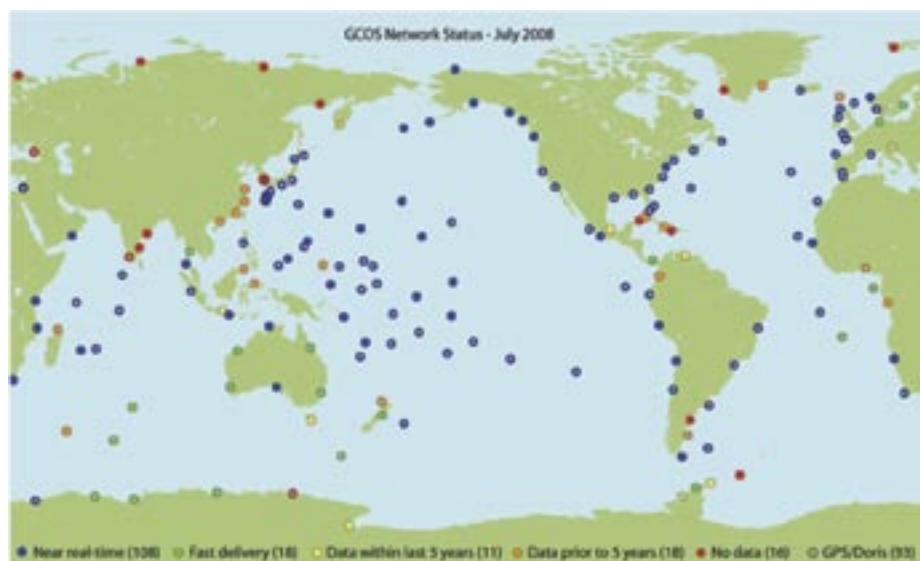 GCOS Network Status - July 2008
Near real-time (108) Fast delivery (18) Data within last 5 years (11) Data prior to 5 years (18) No data (16) GPS/Doris (93)